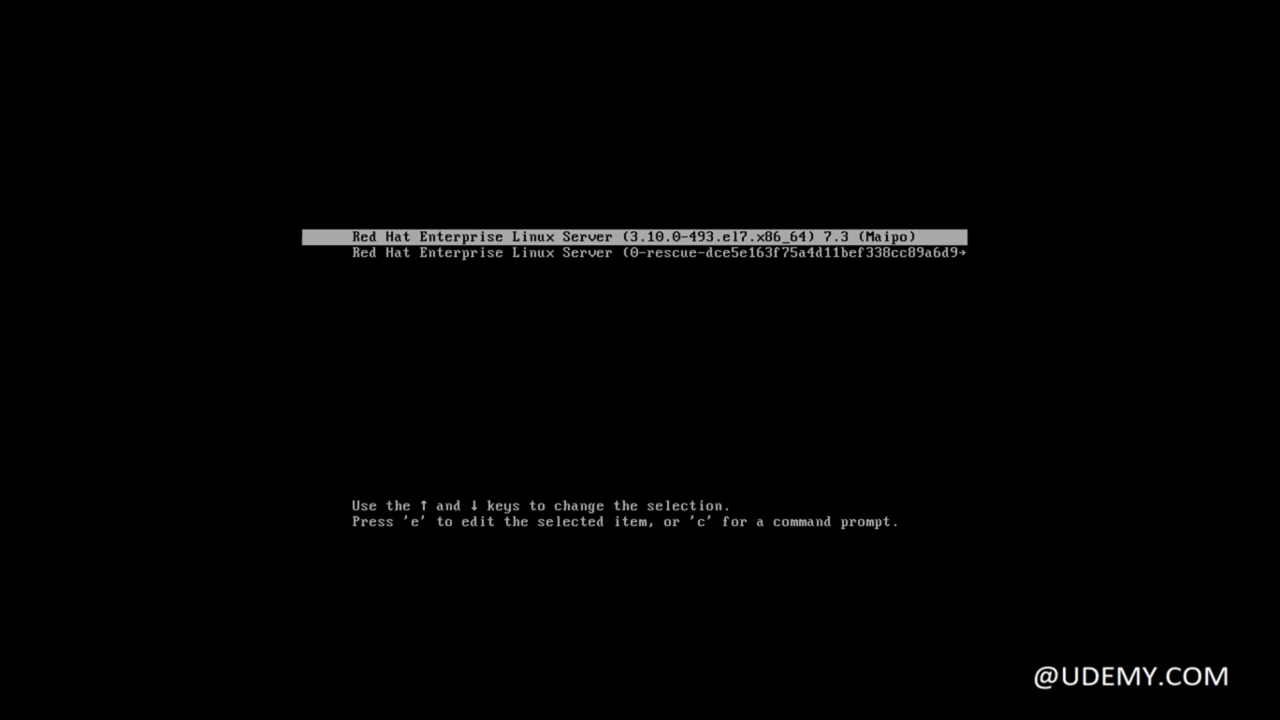 Red Hat Enterprise Linux Server (3.10.0-493.el7.x86_64) 7.3 (Maipo)
Red Hat Enterprise Linux Server (0-rescue-dce5e163f75a4d11bef338cc89a6d9→
Use the ↑ and ↓ keys to change the selection.
Press 'e' to edit the selected item, or 'c' for a command prompt.
@UDEMY.COM